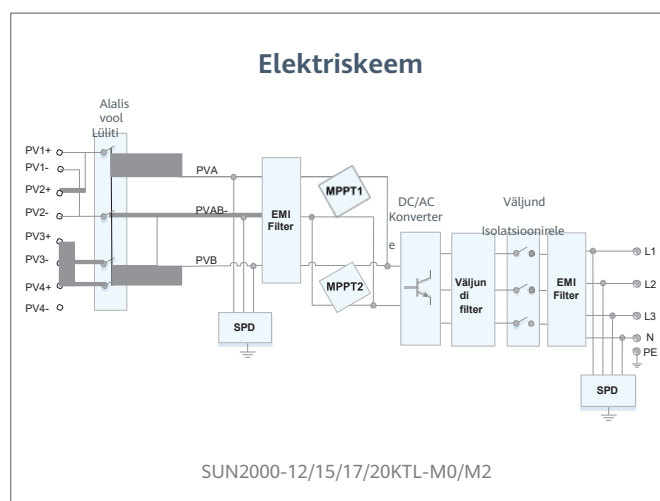 Elektriskeem
Alalis
vool
Lüliti
PV1+
PV1-
PV2+
PV2-
PV3+
PV3-
PV4+
PV4-
PVA
PVAB-
PVB
SPD
EMI
Filter
MPPT1
MPPT2
DC/AC
Konverter
e
Väljun
di
filter
Väljund
Isolatsioonirele
EMI
Filter
L1
L2
L3
N
PE
SPD
SUN2000-12/15/17/20KTL-M0/M2